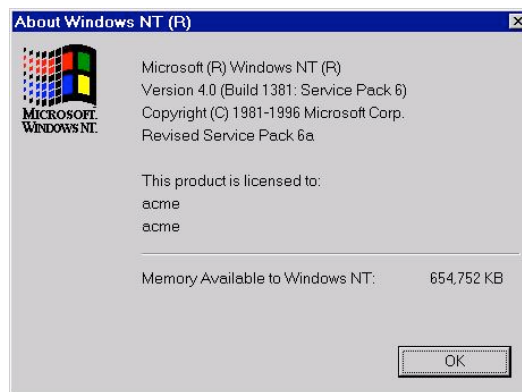 About Windows NT (R)
MICROSOFT.
WINDOWS NT.
Microsoft (R) Windows NT (R)
Version 4.0 (Build 1381: Service Pack 6)
Copyright (C) 1981-1996 Microsoft Corp.
Revised Service Pack 6a
This product is licensed to:
acme
acme
Memory Available to Windows NT: 654,752 KB
OK